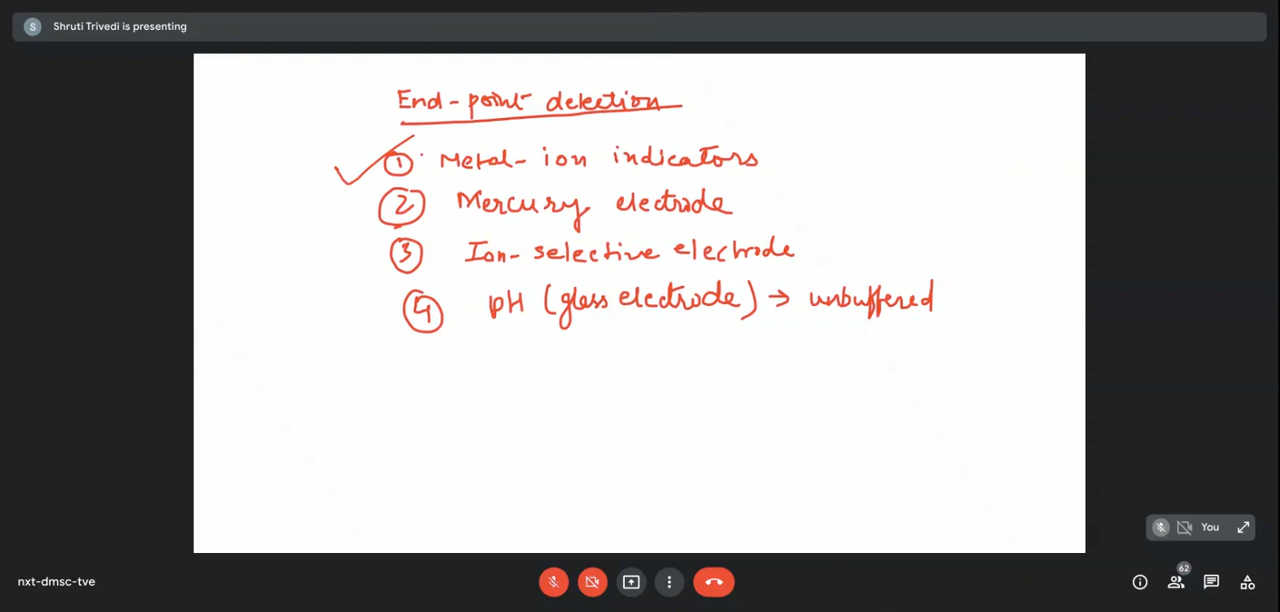 S Shruti Trivedi is presenting
End-point detection
① Metal-ion indicators
② Mercury electrode
③ Ion-selective electrode
④ pH (glass electrode) → unbuffered
You
nxt-dmsc-tve
62